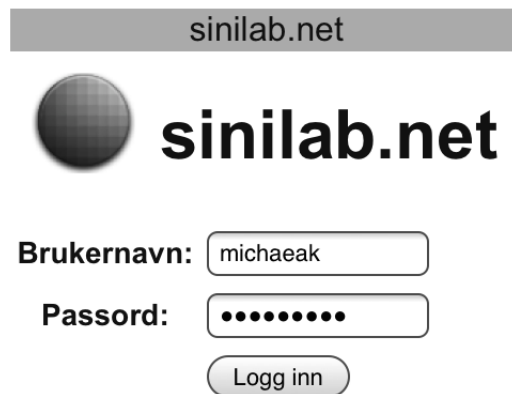 sinilab.net
sinilab.net
Brukernavn: michaeak
Passord: •••••••••
Logg inn